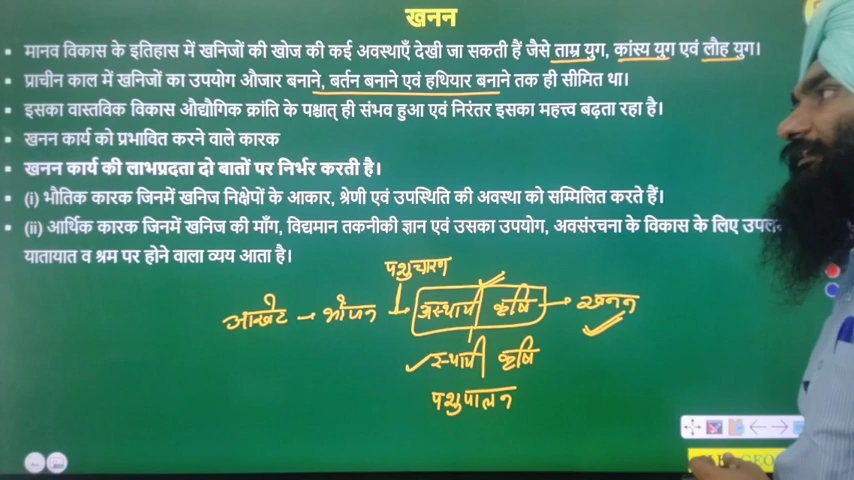 खनन
▪ मानव विकास के इतिहास में खनिजों की खोज की कई अवस्थाएँ देखी जा सकती हैं जैसे ताम्र युग, कांस्य युग एवं लौह युग।
▪ प्राचीन काल में खनिजों का उपयोग औजार बनाने, बर्तन बनाने एवं हथियार बनाने तक ही सीमित था।
▪ इसका वास्तविक विकास औद्योगिक क्रांति के पश्चात् ही संभव हुआ एवं निरंतर इसका महत्त्व बढ़ता रहा है।
▪ खनन कार्य को प्रभावित करने वाले कारक
▪ खनन कार्य की लाभप्रदता दो बातों पर निर्भर करती है।
▪ (i) भौतिक कारक जिनमें खनिज निक्षेपों के आकार, श्रेणी एवं उपस्थिति की अवस्था को सम्मिलित करते हैं।
▪ (ii) आर्थिक कारक जिनमें खनिज की माँग, विद्यमान तकनीकी ज्ञान एवं उसका उपयोग, अवसंरचना के विकास के लिए
यातायात व श्रम पर होने वाला व्यय आता है।
पशुचारण
आखेट → भोजन → अस्थायी कृषि → खनन
स्थायी कृषि
पशुपालन